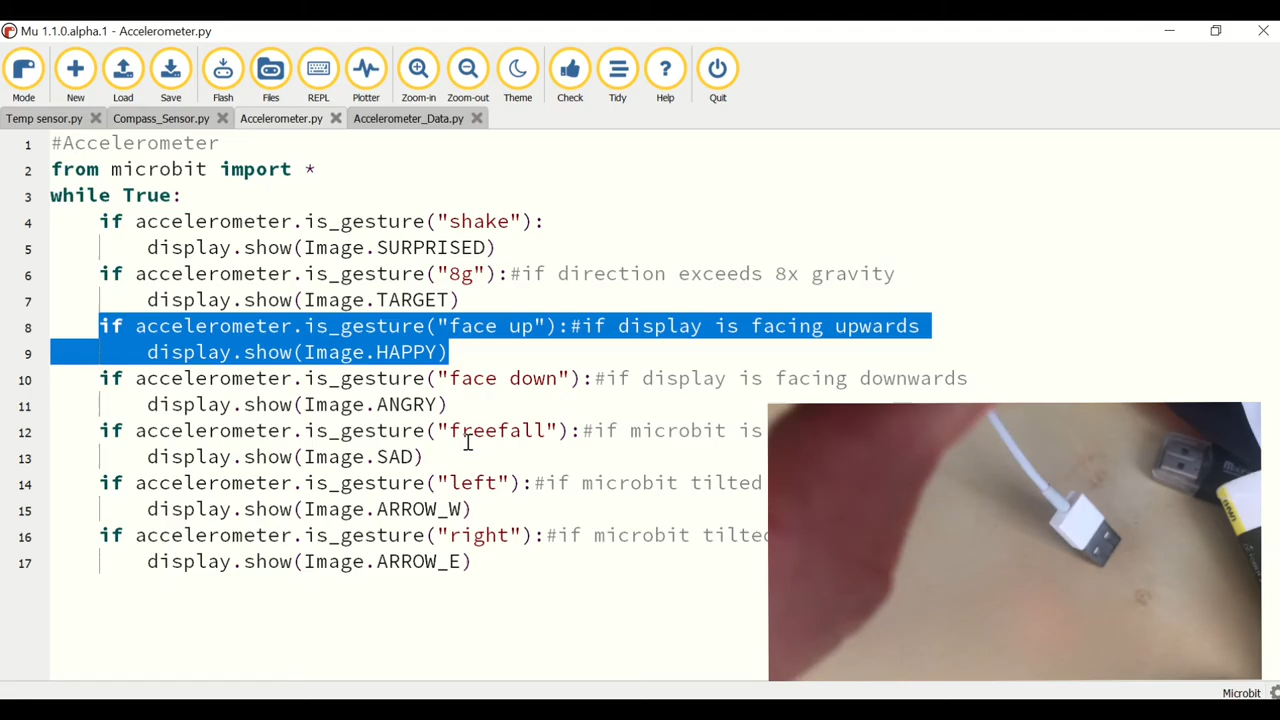 Mu 1.1.0.alpha.1 - Accelerometer.py
Mode New Load Save Flash Files REPL Plotter Zoom-in Zoom-out Theme Check Tidy Help Quit
Temp sensor.py Compass_Sensor.py Accelerometer.py Accelerometer_Data.py
1 #Accelerometer
2 from microbit import *
3 while True:
4 if accelerometer.is_gesture("shake"):
5 display.show(Image.SURPRISED)
6 if accelerometer.is_gesture("8g"):#if direction exceeds 8x gravity
7 display.show(Image.TARGET)
8 if accelerometer.is_gesture("face up"):#if display is facing upwards
9 display.show(Image.HAPPY)
10 if accelerometer.is_gesture("face down"):#if display is facing downwards
11 display.show(Image.ANGRY)
12 if accelerometer.is_gesture("freefall"):#if microbit is
13 display.show(Image.SAD)
14 if accelerometer.is_gesture("left"):#if microbit tilted
15 display.show(Image.ARROW_W)
16 if accelerometer.is_gesture("right"):#if microbit tilted
17 display.show(Image.ARROW_E)
Microbit